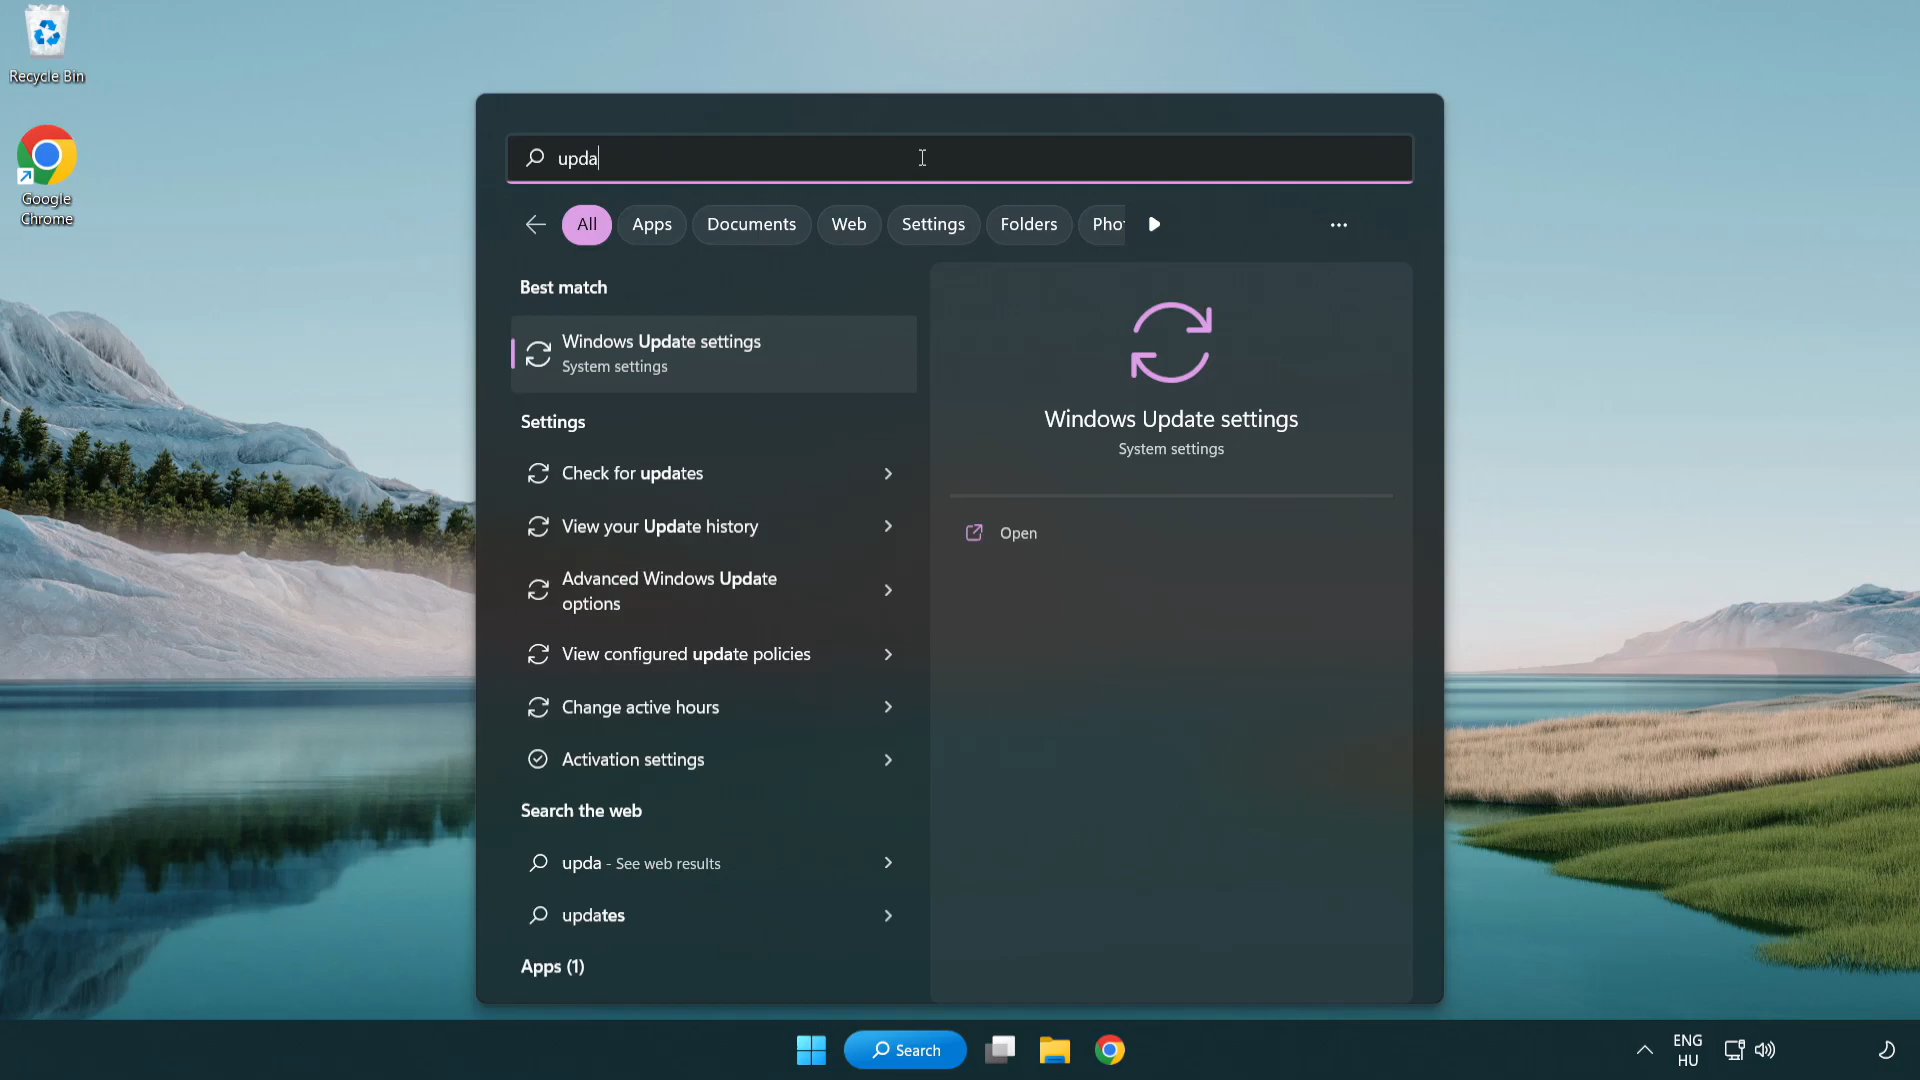 Recycle Bin
Google
Chrome
upda
All
Apps
Documents
Web
Settings
Folders
Pho
Best match
Windows Update settings
System settings
Settings
Check for updates
View your Update history
Advanced Windows Update
options
View configured update policies
Change active hours
Activation settings
Search the web
upda - See web results
updates
Apps (1)
Windows Update settings
System settings
Open
Search
ENG
HU